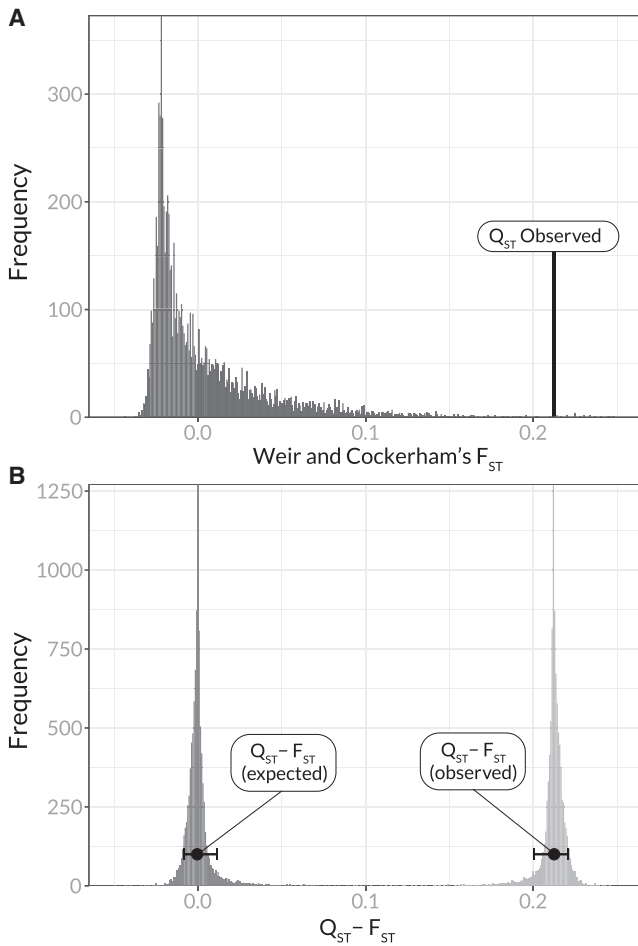 A
Frequency
300
200
100
0
Q_ST Observed
0.0 0.1 0.2
Weir and Cockerham’s F_ST
B
Frequency
1250
1000
750
500
250
0
Q_ST – F_ST
(expected)
Q_ST – F_ST
(observed)
0.0 0.1 0.2
Q_ST – F_ST